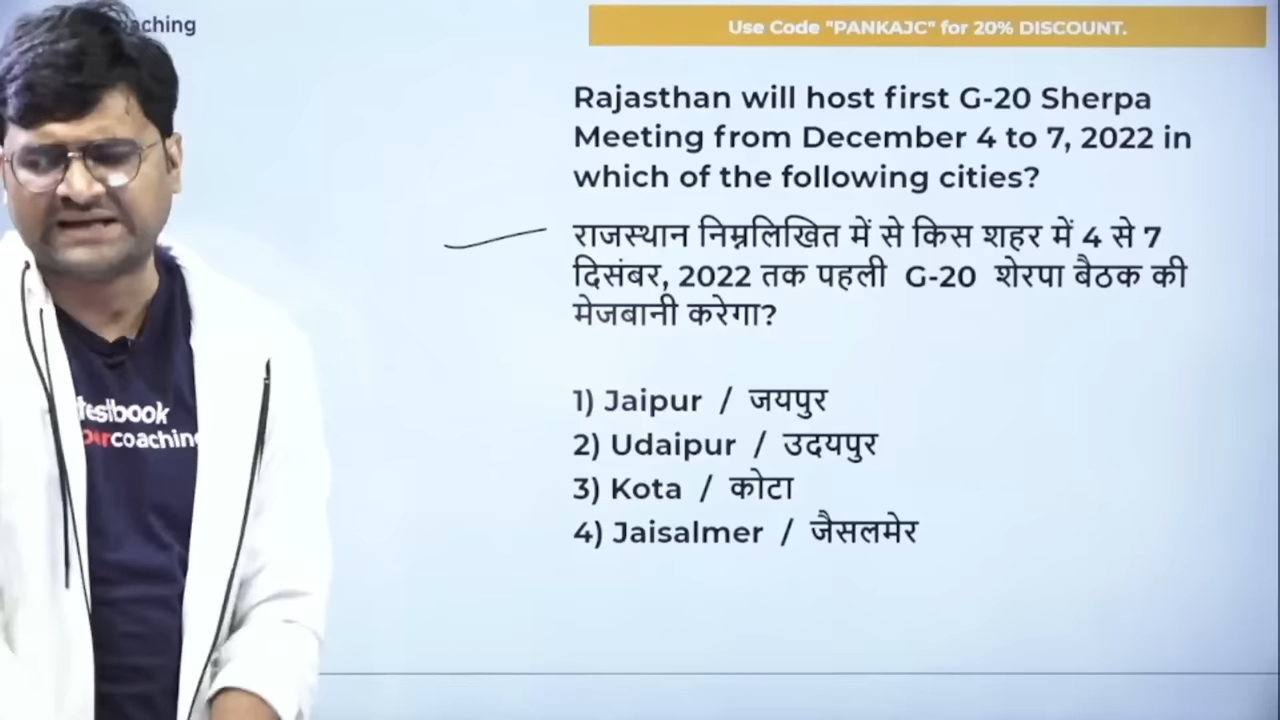 Use Code "PANKAJC" for 20% DISCOUNT.
Rajasthan will host first G-20 Sherpa
Meeting from December 4 to 7, 2022 in
which of the following cities?
राजस्थान निम्नलिखित में से किस शहर में 4 से 7
दिसंबर, 2022 तक पहली G-20 शेरपा बैठक की
मेजबानी करेगा?
1) Jaipur / जयपुर
2) Udaipur / उदयपुर
3) Kota / कोटा
4) Jaisalmer / जैसलमेर
testbook
coaching